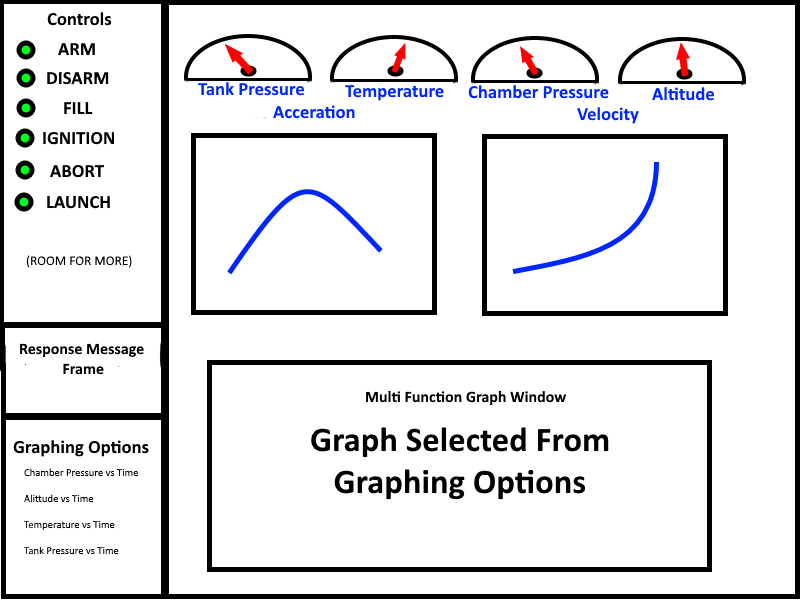 Controls
ARM
DISARM
FILL
IGNITION
ABORT
LAUNCH
(ROOM FOR MORE)
Response Message
Frame
Graphing Options
Chamber Pressure vs Time
Alittude vs Time
Temperature vs Time
Tank Pressure vs Time
Tank Pressure
Temperature
Chamber Pressure
Altitude
Acceration
Velocity
Multi Function Graph Window
Graph Selected From
Graphing Options